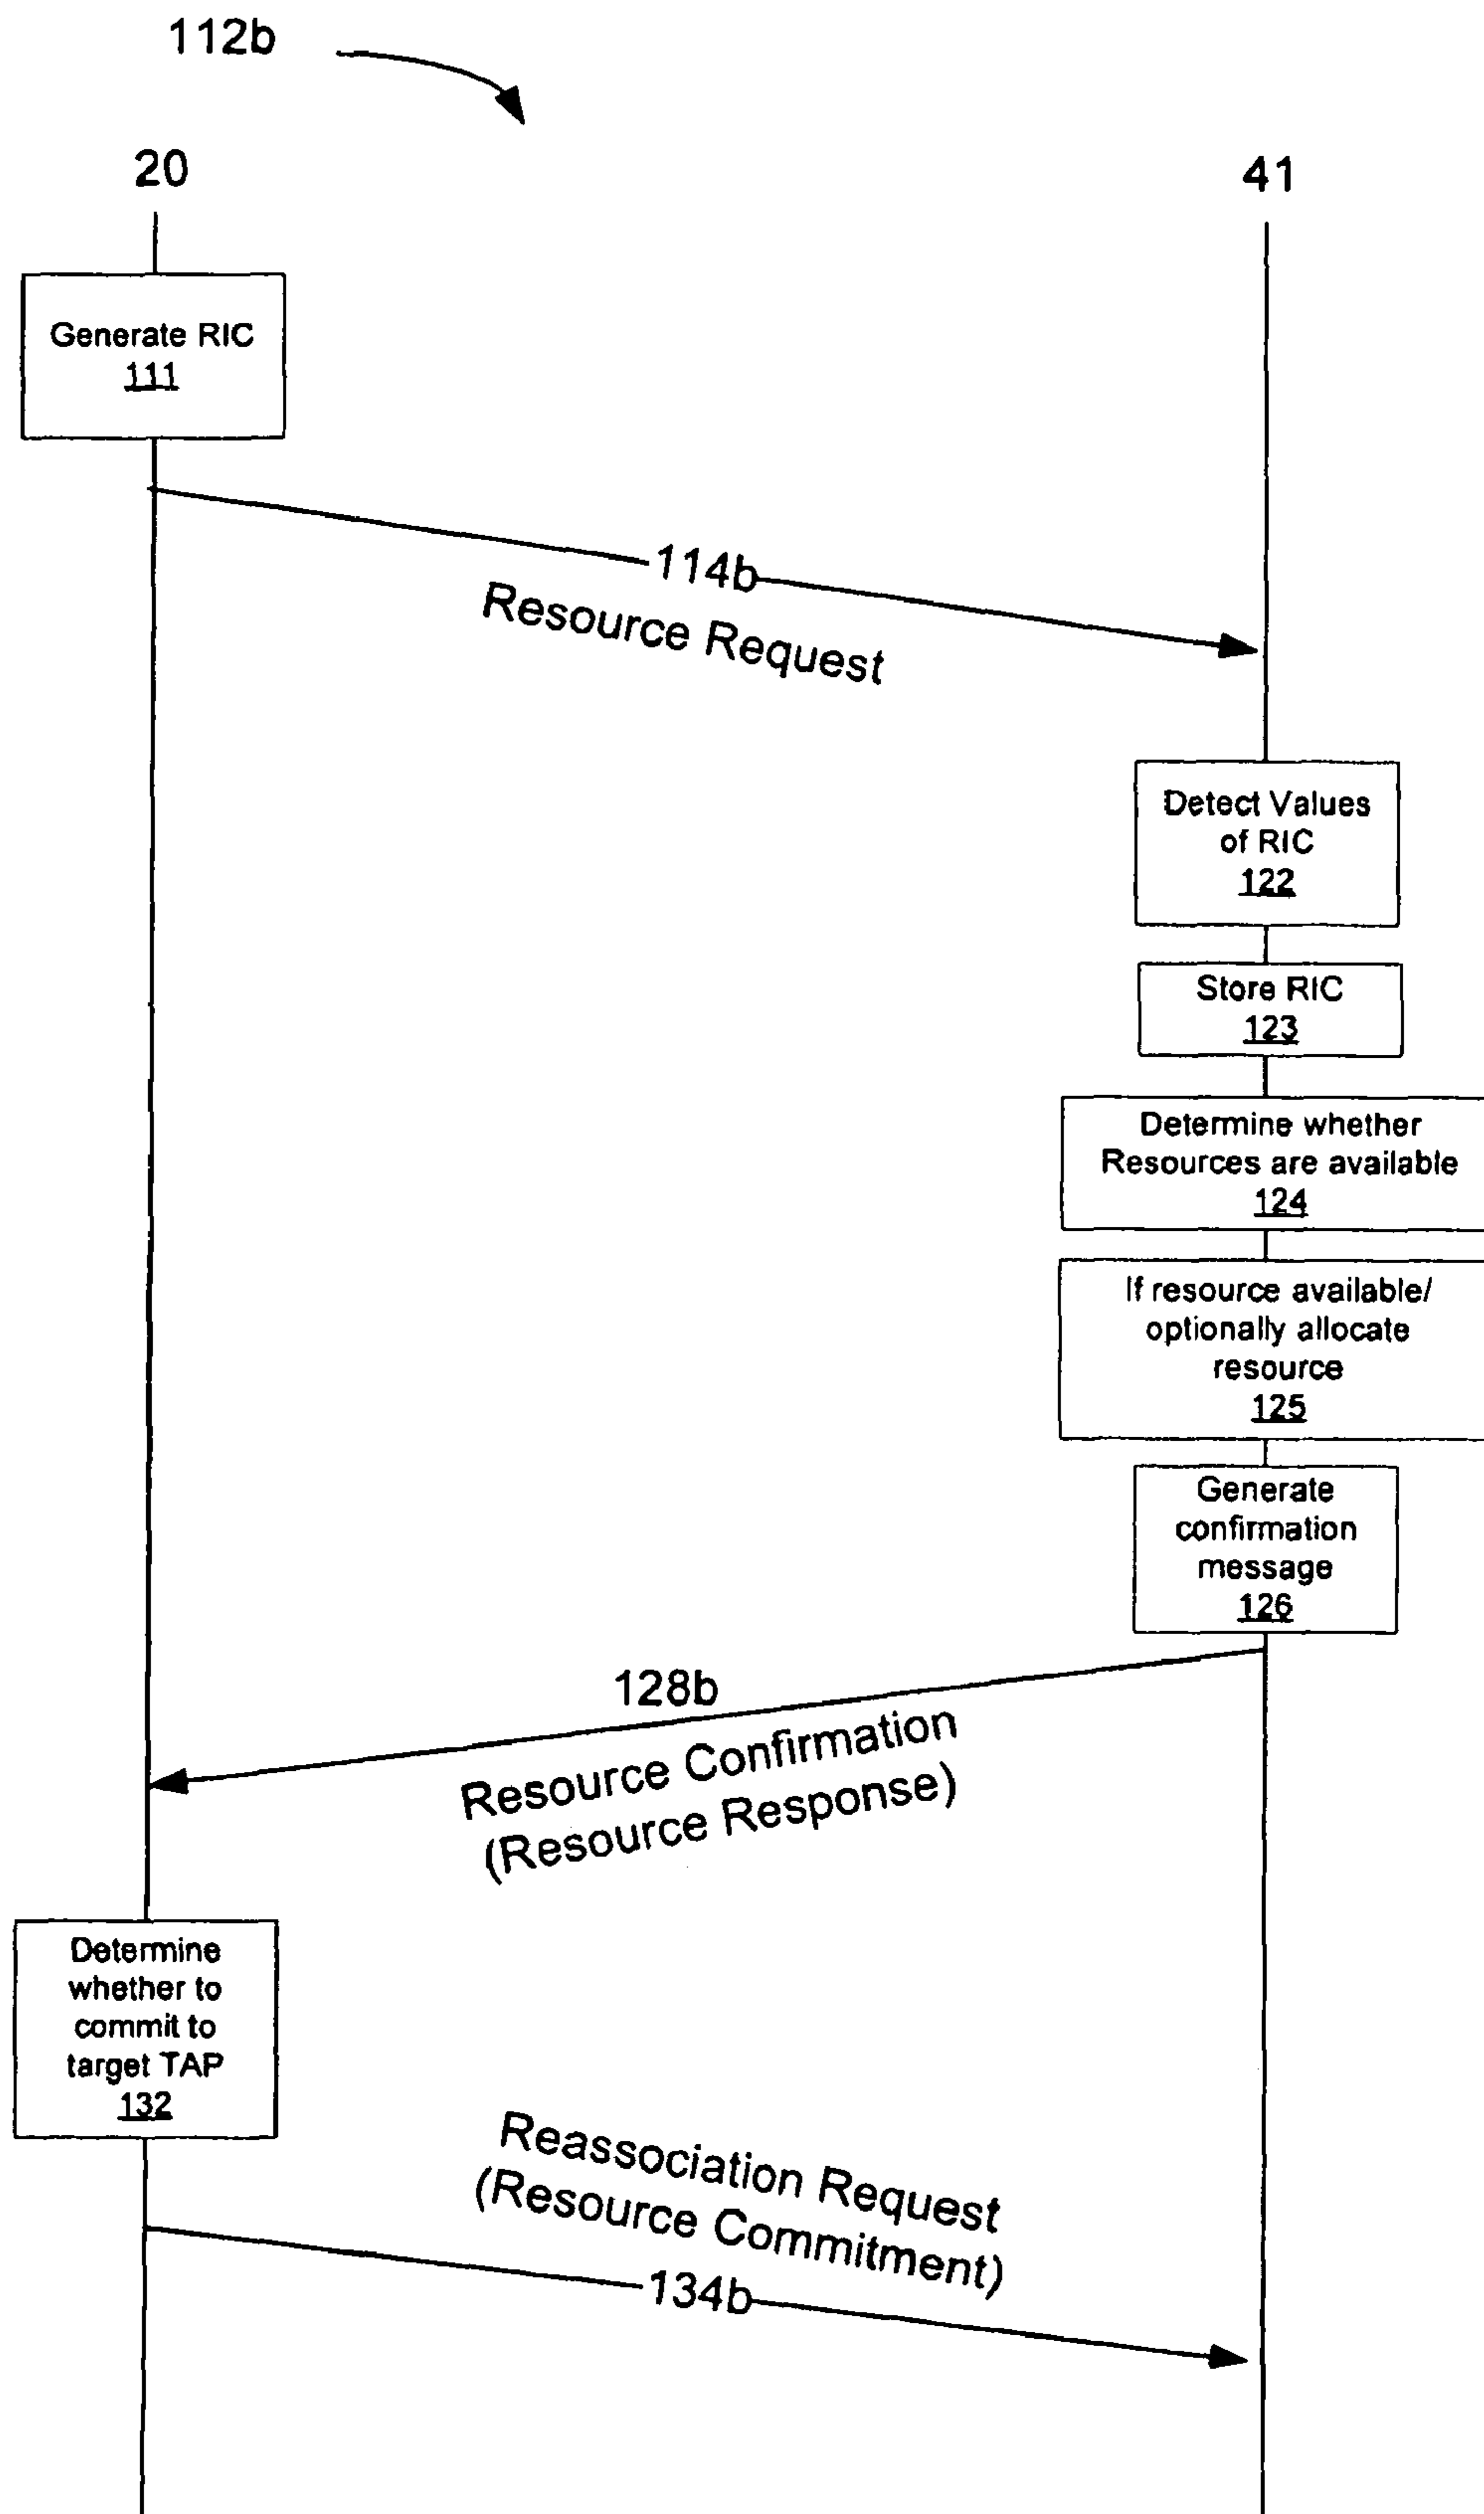 112b
20
41
Generate RIC
111
114b
Resource Request
Detect Values
of RIC
122
Store RIC
123
Determine whether
Resources are available
124
If resource available/
optionally allocate
resource
125
Generate
confirmation
message
126
128b
Resource Confirmation
(Resource Response)
Determine
whether to
commit to
target TAP
132
Reassociation Request
(Resource Commitment)
134b